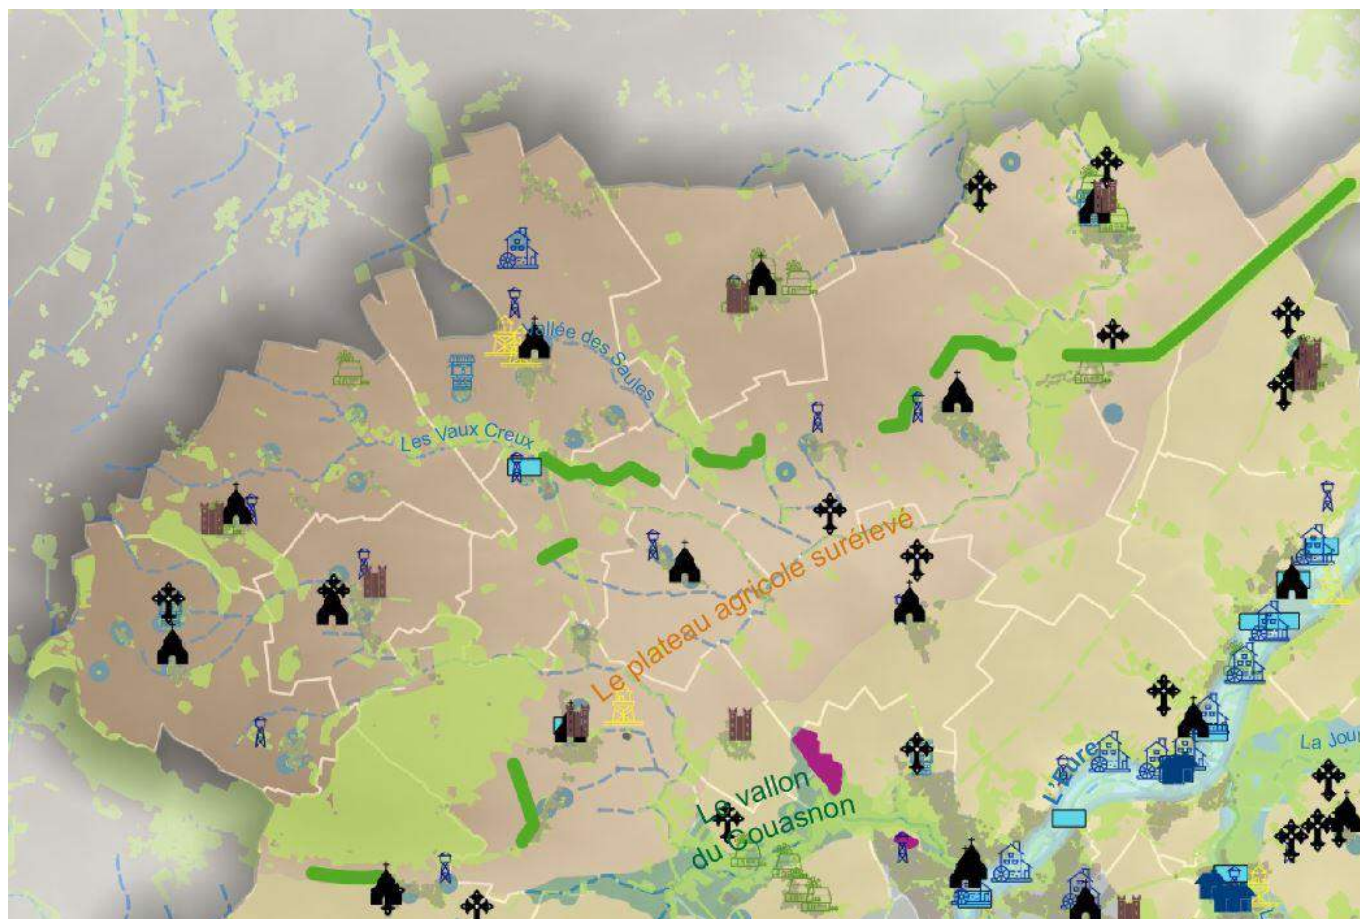 Vallée des Saules
Les Vaux Creux
Le plateau agricole surélevé
L'Eure
La Jou
Le vallon
du Couasnon